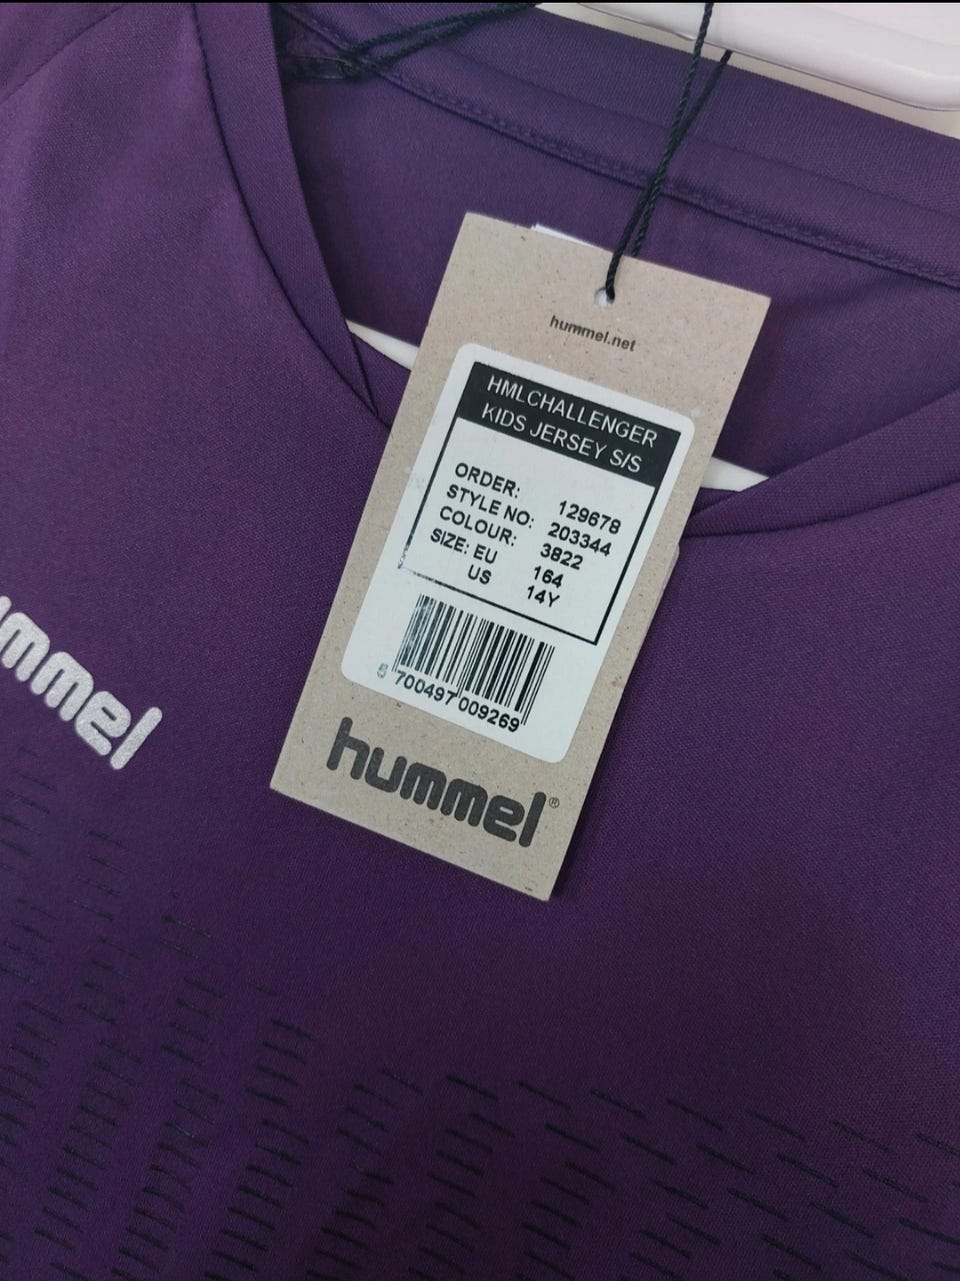 hummel.net
HMLCHALLENGER
KIDS JERSEY S/S
ORDER: 129678
STYLE NO: 203344
COLOUR: 3822
SIZE: EU 164
US 14Y
5 700497 009269
hummel®
ummel